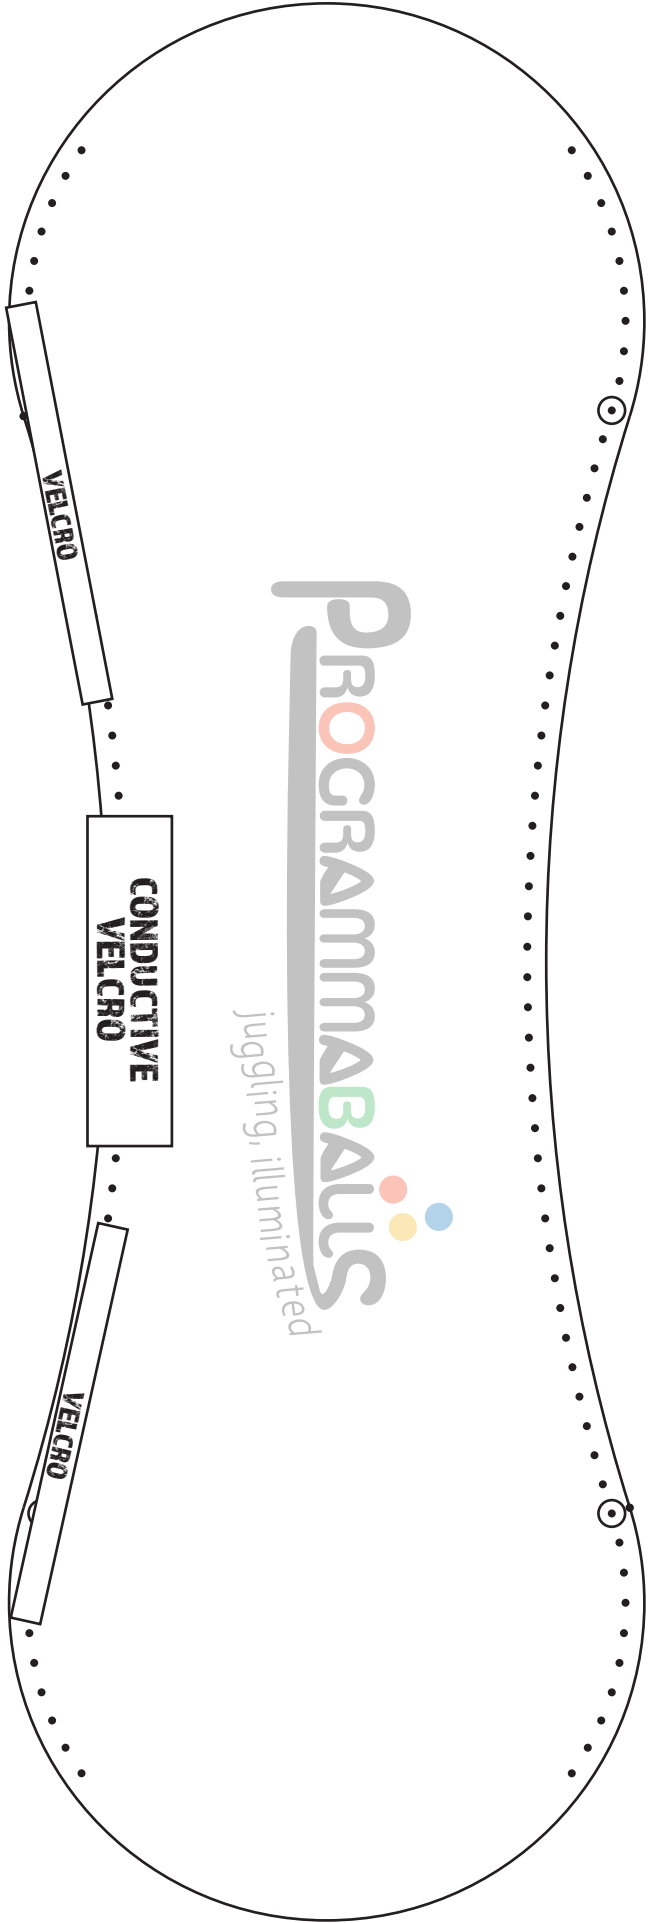 VELCRO
PROGRAMMABALLS
juggling, illuminated
CONDUCTIVE
VELCRO
VELCRO